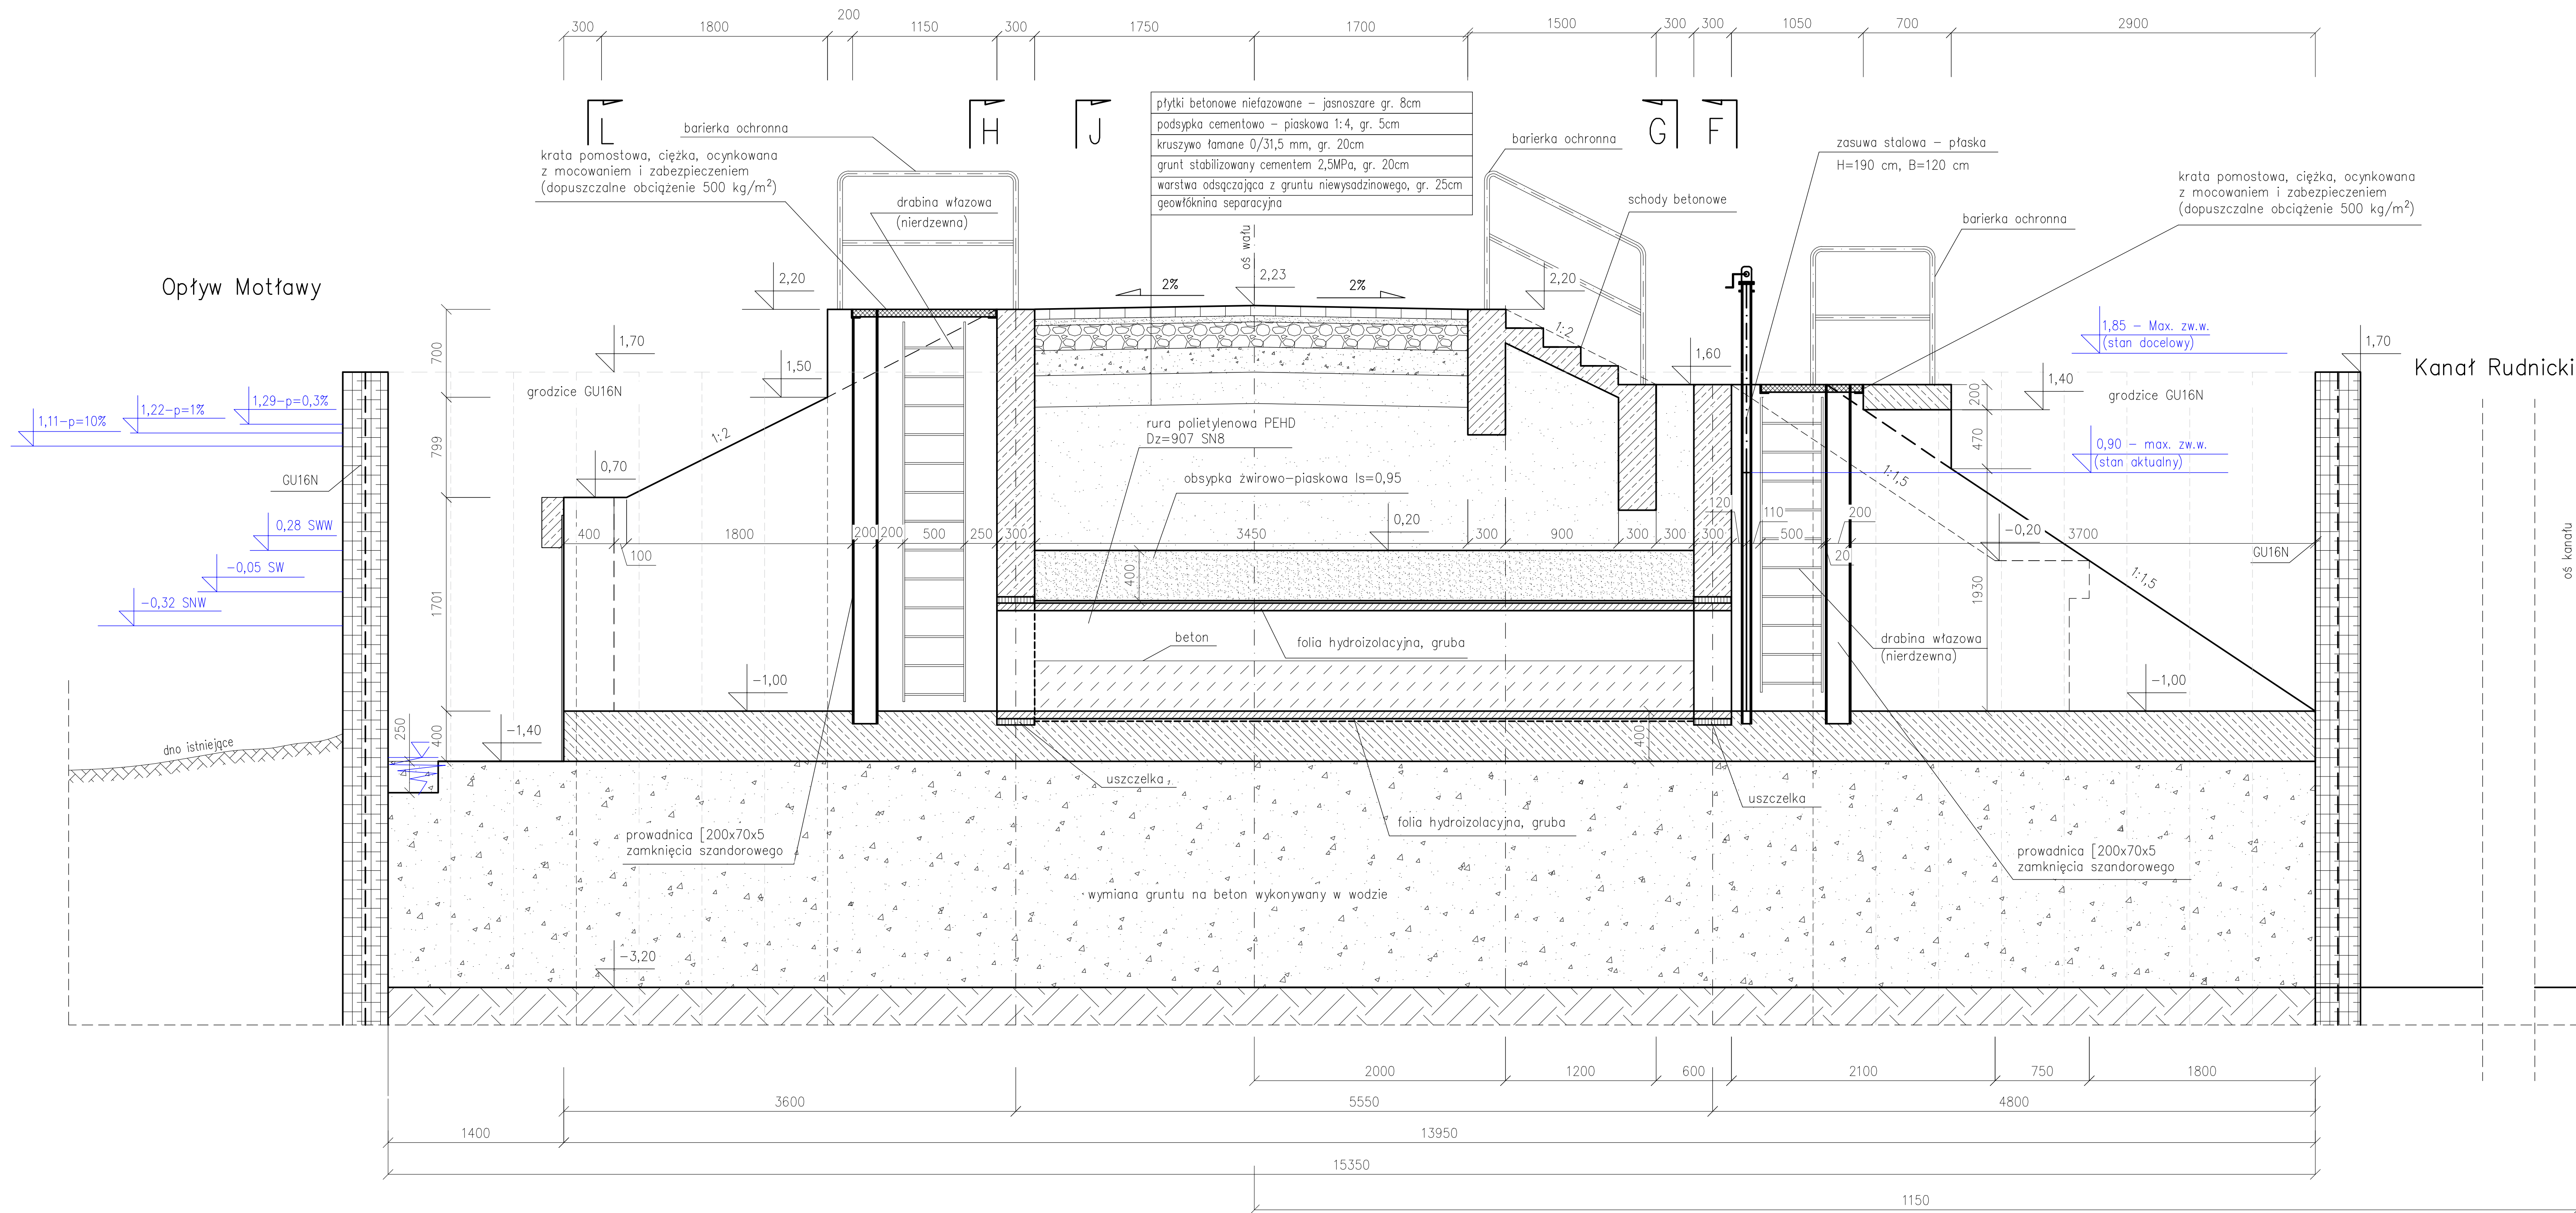 300 1800 200 1150 300 1750 1700 1500 300 300 1050 700 2900
L H J G F
barierka ochronna
krata pomostowa, ciężka, ocynkowana
z mocowaniem i zabezpieczeniem
(dopuszczalne obciążenie 500 kg/m²)
drabina włazowa
(nierdzewna)
płytki betonowe niefazowane – jasnoszare gr. 8cm
podsypka cementowo – piaskowa 1:4, gr. 5cm
kruszywo łamane 0/31,5 mm, gr. 20cm
grunt stabilizowany cementem 2,5MPa, gr. 20cm
warstwa odsączająca z gruntu niewysadzinowego, gr. 25cm
geowłóknina separacyjna
barierka ochronna
schody betonowe
zasuwa stalowa – płaska
H=190 cm, B=120 cm
krata pomostowa, ciężka, ocynkowana
z mocowaniem i zabezpieczeniem
(dopuszczalne obciążenie 500 kg/m²)
barierka ochronna
Opływ Motławy
2,20
oś wału
2,23
2%
2%
2,20
1:2
1,85 – Max. zw.w.
(stan docelowy)
1,70
Kanał Rudnicki
700
1,70
1,50
1,60
1,40
200
grodzice GU16N
grodzice GU16N
1,29–p=0,3%
1,22–p=1%
1,11–p=10%
799
1:2
rura polietylenowa PEHD
Dz=907 SN8
470
0,90 – max. zw.w.
(stan aktualny)
GU16N
0,70
obsypka żwirowo–piaskowa Is=0,95
1:1,5
0,28 SWW
–0,05 SW
–0,32 SNW
400 100 1800 200 200 500 250 300 3450 300 900 300 300 300 120 110 500 200 20 3700
0,20
–0,20
GU16N
oś kanału
1701
400
1930
1:1,5
beton
folia hydroizolacyjna, gruba
drabina włazowa
(nierdzewna)
–1,00
–1,00
dno istniejące
250
400
–1,40
400
uszczelka
uszczelka
folia hydroizolacyjna, gruba
prowadnica [200x70x5
zamknięcia szandorowego
prowadnica [200x70x5
zamknięcia szandorowego
wymiana gruntu na beton wykonywany w wodzie
–3,20
2000 1200 600 2100 750 1800
3600 5550 4800
1400 13950
15350
1150